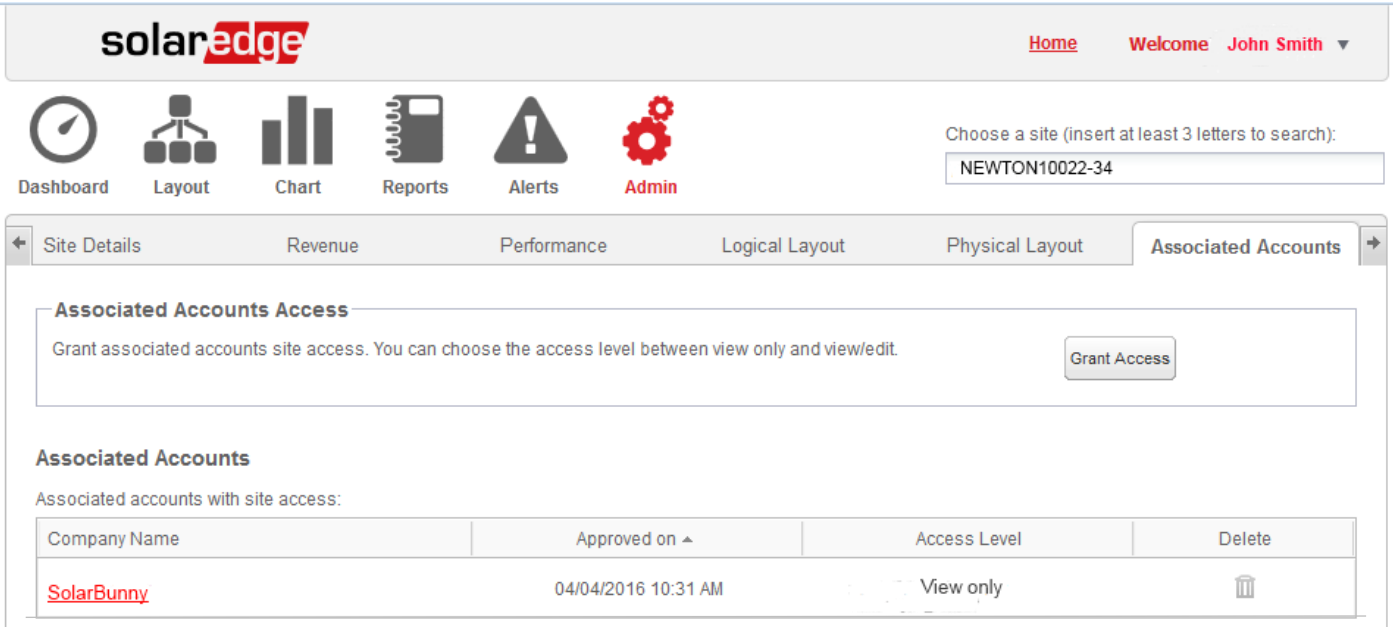 solaredge
Home Welcome John Smith
Dashboard Layout Chart Reports Alerts Admin
Choose a site (insert at least 3 letters to search):
NEWTON10022-34
Site Details Revenue Performance Logical Layout Physical Layout Associated Accounts
Associated Accounts Access
Grant associated accounts site access. You can choose the access level between view only and view/edit.
Grant Access
Associated Accounts
Associated accounts with site access:
Company Name Approved on Access Level Delete
SolarBunny 04/04/2016 10:31 AM View only